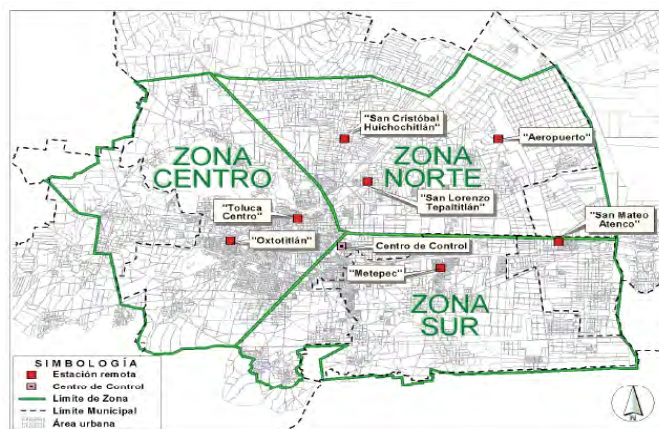 "San Cristóbal
Huichochitlán"
"Aeropuerto"
ZONA
CENTRO
ZONA
NORTE
"San Lorenzo
Tepaltitlán"
"Toluca
Centro"
"San Mateo
Atenco"
"Oxtotitlán"
Centro de Control
"Metepec"
ZONA
SUR
SIMBOLOGÍA
Estación remota
Centro de Control
Límite de Zona
Límite Municipal
Área urbana
N